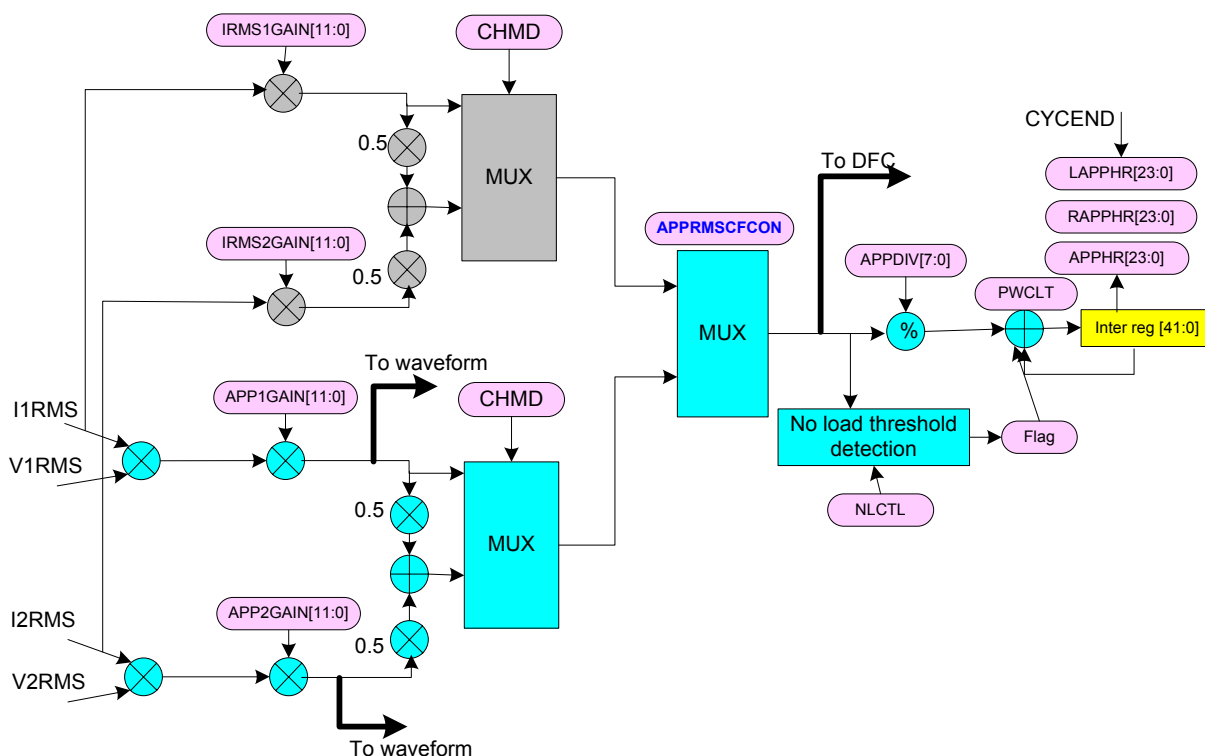 IRMS1GAIN[11:0]
CHMD
0.5
MUX
IRMS2GAIN[11:0]
0.5
To DFC
CYCEND
LAPPHR[23:0]
RAPPHR[23:0]
APPHR[23:0]
APPRMSCFCON
APPDIV[7:0]
PWCLT
MUX
%
Inter reg [41:0]
To waveform
I1RMS
APP1GAIN[11:0]
CHMD
V1RMS
No load threshold
detection
Flag
0.5
MUX
NLCTL
I2RMS
APP2GAIN[11:0]
0.5
V2RMS
To waveform